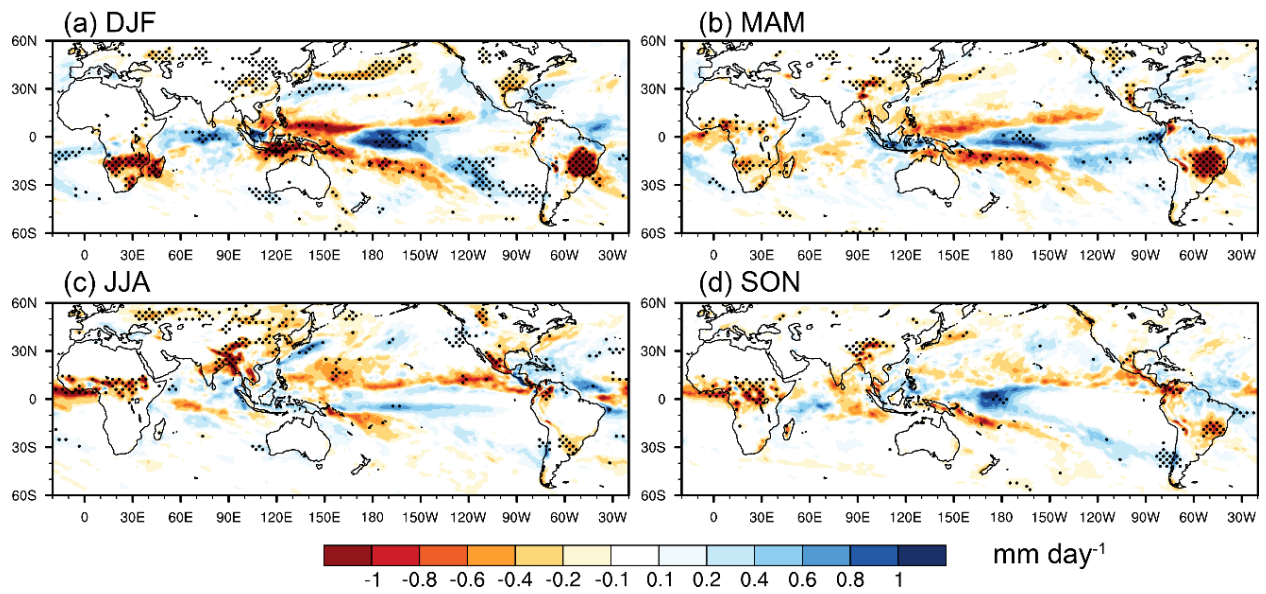 (a) DJF
(b) MAM
60N
30N
0
30S
60S
0 30E 60E 90E 120E 150E 180 150W 120W 90W 60W 30W
60N
30N
0
30S
60S
0 30E 60E 90E 120E 150E 180 150W 120W 90W 60W 30W
(c) JJA
(d) SON
60N
30N
0
30S
60S
0 30E 60E 90E 120E 150E 180 150W 120W 90W 60W 30W
60N
30N
0
30S
60S
0 30E 60E 90E 120E 150E 180 150W 120W 90W 60W 30W
-1 -0.8 -0.6 -0.4 -0.2 -0.1 0.1 0.2 0.4 0.6 0.8 1
mm day⁻¹